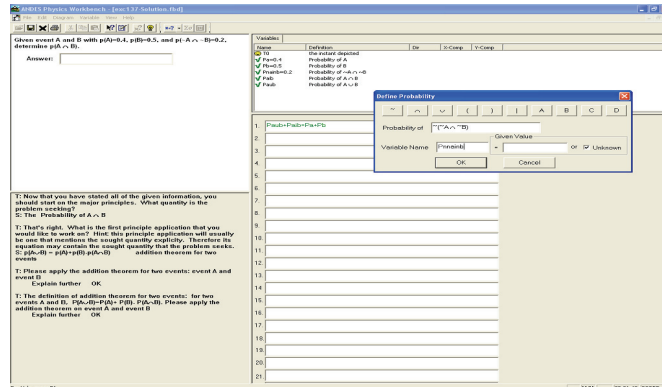 ANDES Physics Workbench - [exc137-Solution.fbd]
File Edit Diagram Variable View Help
Given event A and B with p(A)=0.4, p(B)=0.5, and p(~A ∩ ~B)=0.2,
determine p(A ∩ B).
Answer:
Variables
Name Definition Dir X-Comp Y-Comp
T0 the instant depicted
Pa=0.4 Probability of A
Pb=0.5 Probability of B
Pnainb=0.2 Probability of ~A ∩ ~B
Paib Probability of A ∩ B
Paub Probability of A ∪ B
Define Probability
~ ∩ ∪ ( ) | A B C D
Probability of ~(~A ∩ ~B)
Given Value
Variable Name Pnnainb = or Unknown
OK Cancel
1. Paub+Paib=Pa+Pb
2.
3.
4.
5.
6.
7.
8.
9.
10.
11.
12.
13.
14.
15.
16.
17.
18.
19.
20.
21.
T: Now that you have stated all of the given information, you
should start on the major principles. What quantity is the
problem seeking?
S: The Probability of A ∩ B
T: That's right. What is the first principle application that you
would like to work on? Hint: this principle application will usually
be one that mentions the sought quantity explicity. Therefore its
equation may contain the sought quantity that the problem seeks.
S: p(A∪B) = p(A)+p(B)-p(A∩B) addition theorem for two
events
T: Please apply the addition theorem for two events: event A and
event B
Explain further OK
T: The definition of addition theorem for two events: for two
events A and B, P(A∪B)=P(A)+ P(B)- P(A∩B). Please apply the
addition theorem on event A and event B
Explain further OK